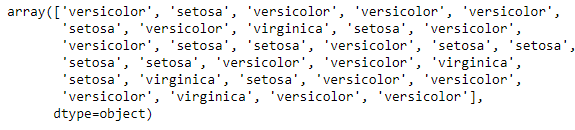 array(['versicolor', 'setosa', 'versicolor', 'versicolor', 'versicolor',
'setosa', 'versicolor', 'virginica', 'setosa', 'versicolor',
'versicolor', 'setosa', 'setosa', 'versicolor', 'setosa', 'setosa',
'setosa', 'setosa', 'versicolor', 'versicolor', 'virginica',
'setosa', 'virginica', 'setosa', 'versicolor', 'versicolor',
'versicolor', 'virginica', 'versicolor', 'versicolor'],
dtype=object)